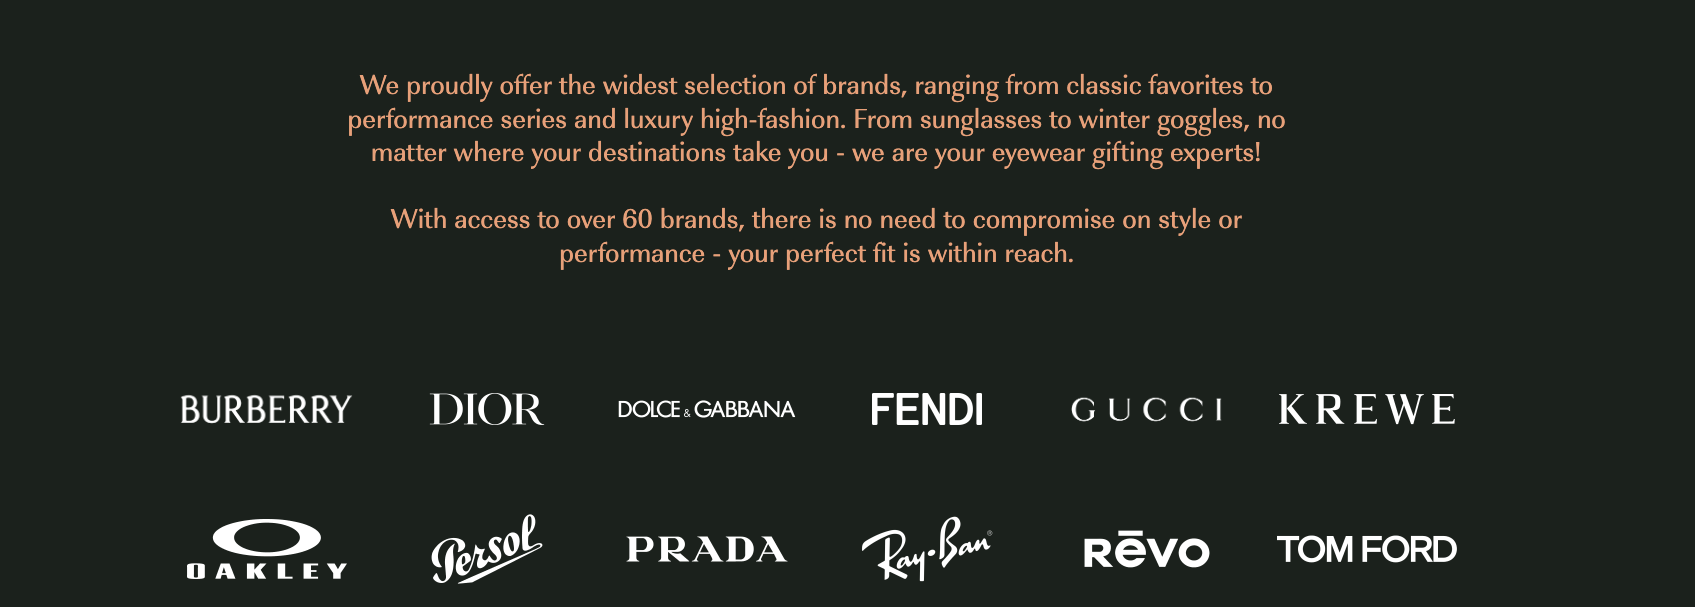 We proudly offer the widest selection of brands, ranging from classic favorites to
performance series and luxury high-fashion. From sunglasses to winter goggles, no
matter where your destinations take you - we are your eyewear gifting experts!
With access to over 60 brands, there is no need to compromise on style or
performance - your perfect fit is within reach.
BURBERRY DIOR DOLCE & GABBANA FENDI GUCCI KREWE
OAKLEY Persol PRADA Ray-Ban® RēVO TOM FORD